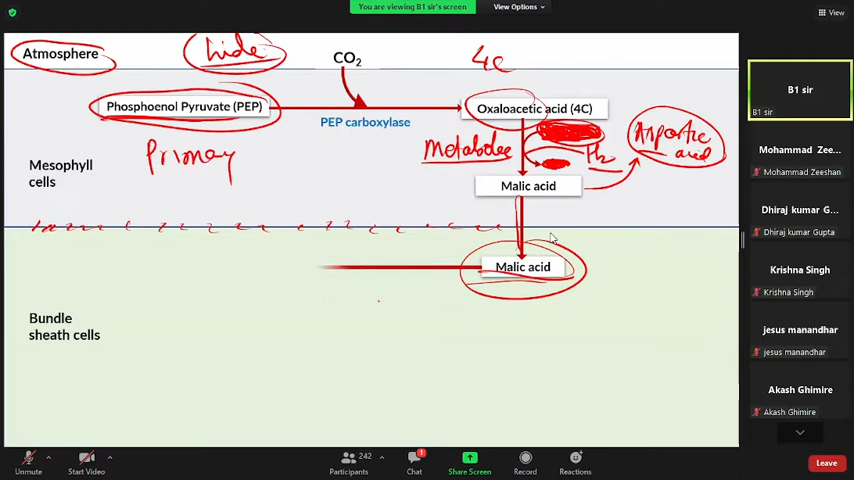 You are viewing B1 sir's screen
View Options
View
Atmosphere
hide
CO₂
4C
Phosphoenol Pyruvate (PEP)
Oxaloacetic acid (4C)
PEP carboxylase
Primary
H₂
Aspartic
acid
Mesophyll
cells
Malic acid
Malic acid
Bundle
sheath cells
B1 sir
B1 sir
Mohammad Zee...
Mohammad Zeeshan
Dhiraj kumar G...
Dhiraj kumar Gupta
Krishna Singh
Krishna Singh
jesus manandhar
jesus manandhar
Akash Ghimire
Akash Ghimire
Unmute
Start Video
242
Participants
1
Chat
Share Screen
Record
Reactions
Leave